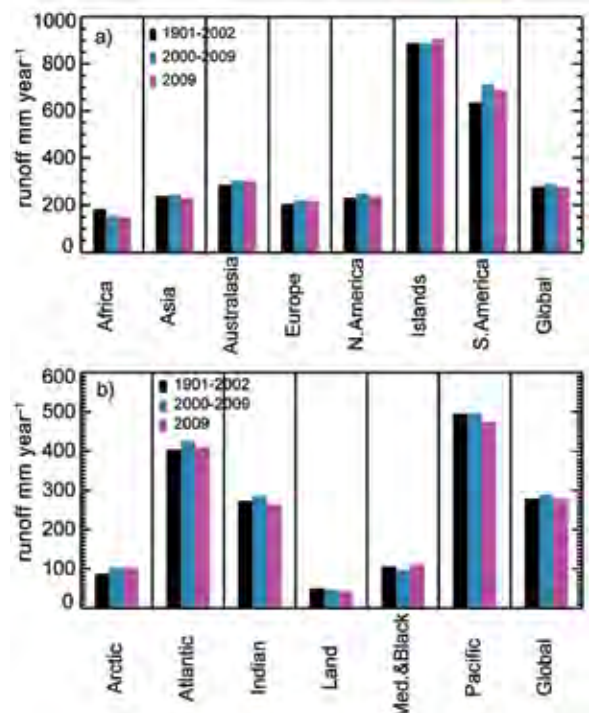 a)
1901-2002
2000-2009
2009
runoff mm year⁻¹
1000
800
600
400
200
0
Africa
Asia
Australasia
Europe
N.America
Islands
S.America
Global
b)
1901-2002
2000-2009
2009
runoff mm year⁻¹
600
500
400
300
200
100
0
Arctic
Atlantic
Indian
Land
Med.&Black
Pacific
Global